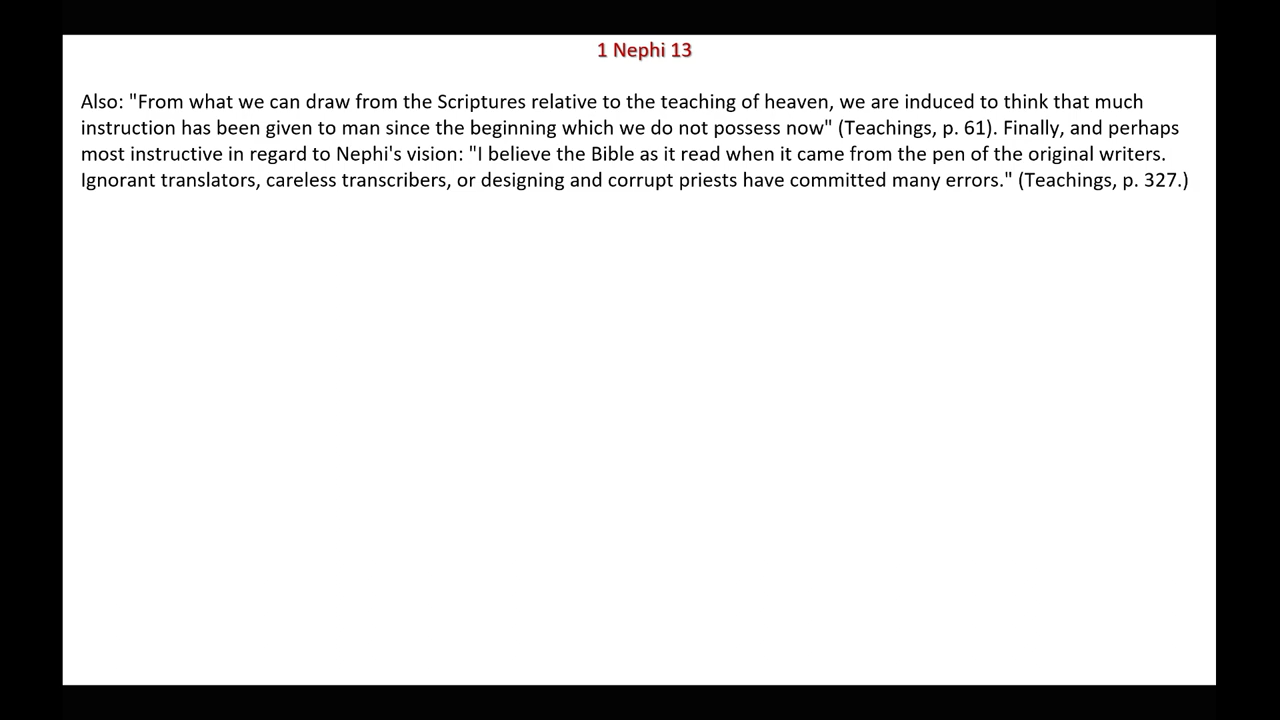 1 Nephi 13
Also: "From what we can draw from the Scriptures relative to the teaching of heaven, we are induced to think that much
instruction has been given to man since the beginning which we do not possess now" (Teachings, p. 61). Finally, and perhaps
most instructive in regard to Nephi's vision: "I believe the Bible as it read when it came from the pen of the original writers.
Ignorant translators, careless transcribers, or designing and corrupt priests have committed many errors." (Teachings, p. 327.)